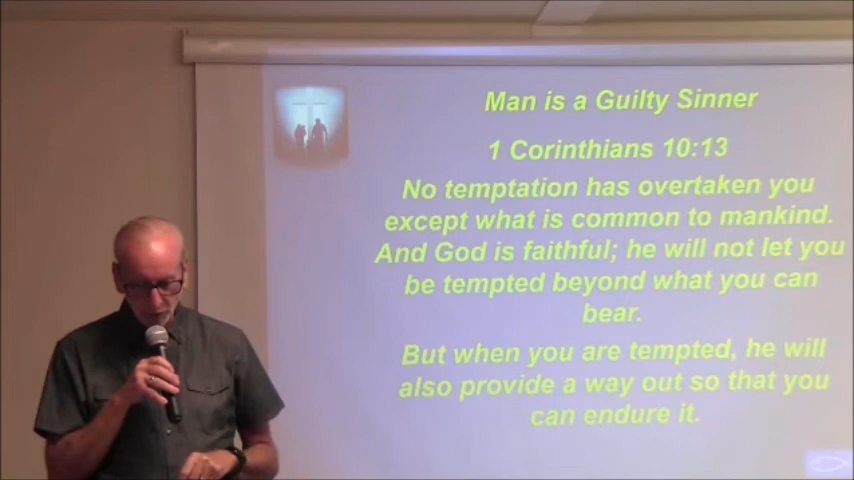 Man is a Guilty Sinner
1 Corinthians 10:13
No temptation has overtaken you
except what is common to mankind.
And God is faithful; he will not let you
be tempted beyond what you can
bear.
But when you are tempted, he will
also provide a way out so that you
can endure it.